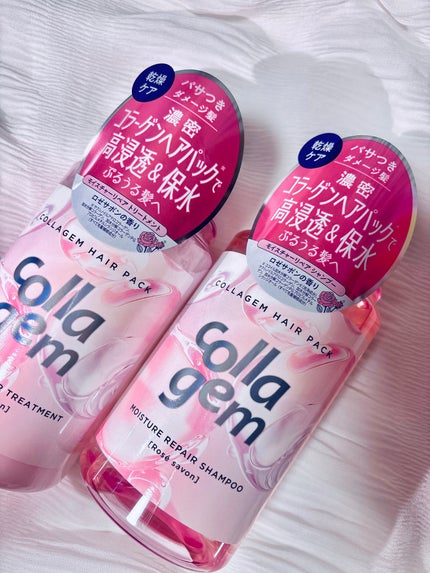 乾燥
ケア
パサつき
ダメージ髪
濃密
コラーゲンヘアパックで
高浸透&保水
ぷるうる髪へ
モイスチャーリペアトリートメント
ロゼサボンの香り
COLLAGEM HAIR PACK
colla
gem
R TREATMENT
on]
乾燥
ケア
パサつき
ダメージ髪
濃密
コラーゲンヘアパックで
高浸透&保水
ぷるうる髪へ
モイスチャーリペアシャンプー
ロゼサボンの香り
COLLAGEM HAIR PACK
colla
gem
MOISTURE REPAIR SHAMPOO
[Rosé savon]